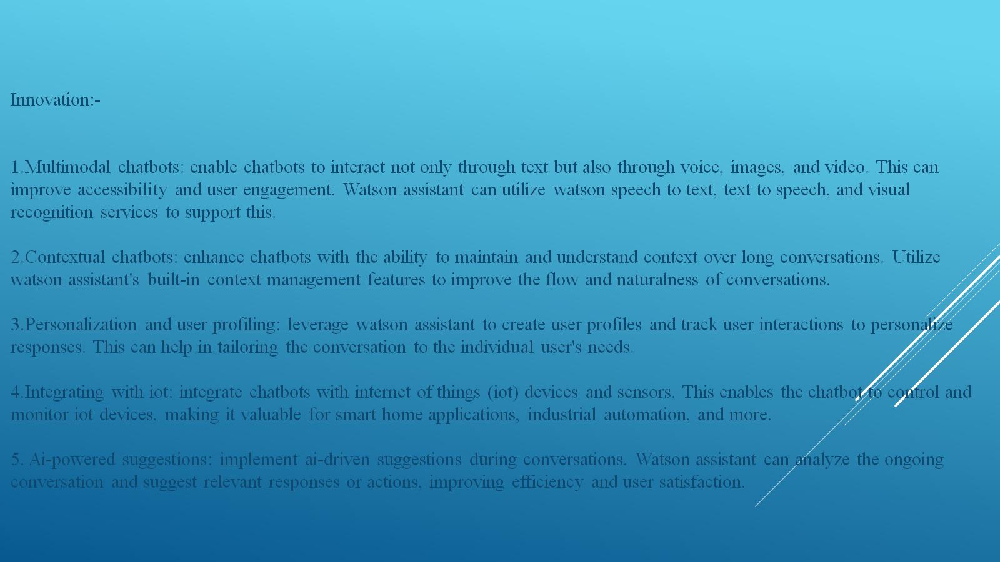 Innovation:-
1.Multimodal chatbots: enable chatbots to interact not only through text but also through voice, images, and video. This can
improve accessibility and user engagement. Watson assistant can utilize watson speech to text, text to speech, and visual
recognition services to support this.
2.Contextual chatbots: enhance chatbots with the ability to maintain and understand context over long conversations. Utilize
watson assistant's built-in context management features to improve the flow and naturalness of conversations.
3.Personalization and user profiling: leverage watson assistant to create user profiles and track user interactions to personalize
responses. This can help in tailoring the conversation to the individual user's needs.
4.Integrating with iot: integrate chatbots with internet of things (iot) devices and sensors. This enables the chatbot to control and
monitor iot devices, making it valuable for smart home applications, industrial automation, and more.
5. Ai-powered suggestions: implement ai-driven suggestions during conversations. Watson assistant can analyze the ongoing
conversation and suggest relevant responses or actions, improving efficiency and user satisfaction.